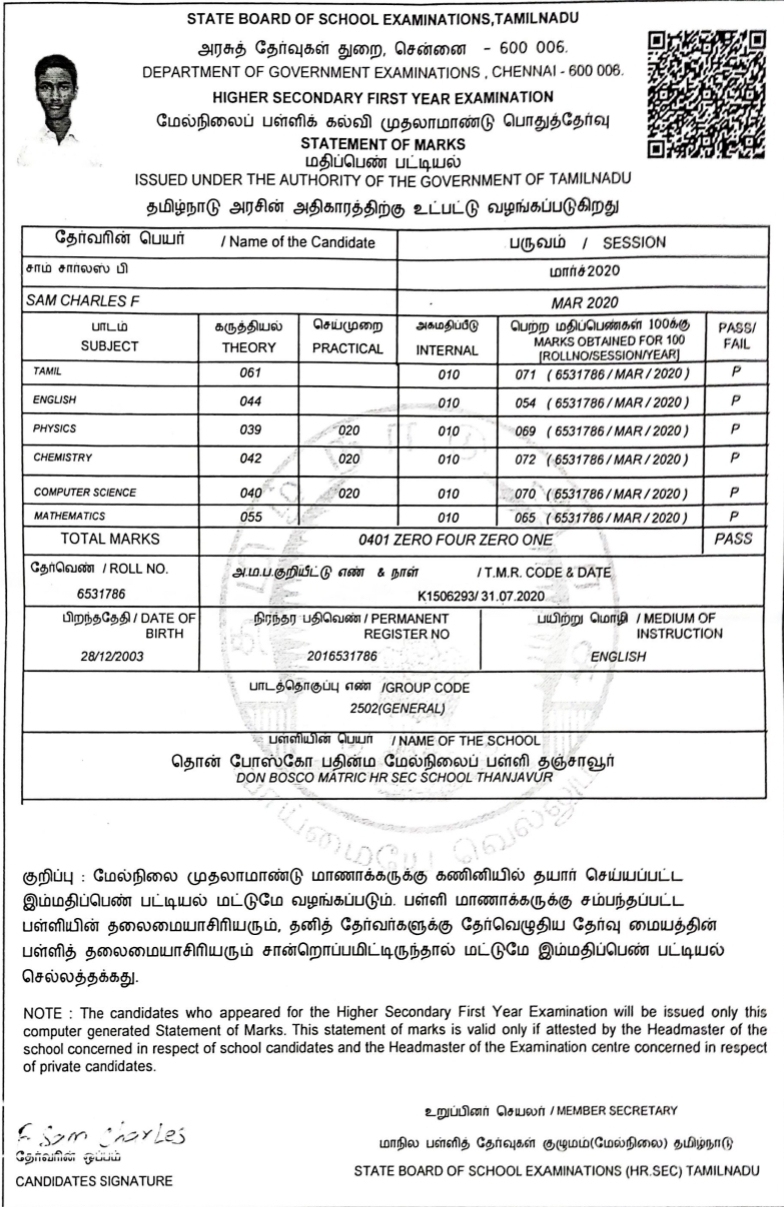 STATE BOARD OF SCHOOL EXAMINATIONS,TAMILNADU
அரசுத் தேர்வுகள் துறை, சென்னை - 600 006.
DEPARTMENT OF GOVERNMENT EXAMINATIONS , CHENNAI - 600 006.
HIGHER SECONDARY FIRST YEAR EXAMINATION
மேல்நிலைப் பள்ளிக் கல்வி முதலாமாண்டு பொதுத்தேர்வு
STATEMENT OF MARKS
மதிப்பெண் பட்டியல்
ISSUED UNDER THE AUTHORITY OF THE GOVERNMENT OF TAMILNADU
தமிழ்நாடு அரசின் அதிகாரத்திற்கு உட்பட்டு வழங்கப்படுகிறது
தேர்வரின் பெயர் / Name of the Candidate பருவம் / SESSION
சாம் சார்லஸ் பி மார்ச்2020
SAM CHARLES F MAR 2020
பாடம் கருத்தியல் செய்முறை அகமதிப்பீடு பெற்ற மதிப்பெண்கள் 100க்கு PASS/
SUBJECT THEORY PRACTICAL INTERNAL MARKS OBTAINED FOR 100 FAIL
[ROLLNO/SESSION/YEAR]
TAMIL 061 010 071 ( 6531786 / MAR / 2020 ) P
ENGLISH 044 010 054 ( 6531786 / MAR / 2020 ) P
PHYSICS 039 020 010 069 ( 6531786 / MAR / 2020 ) P
CHEMISTRY 042 020 010 072 ( 6531786 / MAR / 2020 ) P
COMPUTER SCIENCE 040 020 010 070 ( 6531786 / MAR / 2020 ) P
MATHEMATICS 055 010 065 ( 6531786 / MAR / 2020 ) P
TOTAL MARKS 0401 ZERO FOUR ZERO ONE PASS
தேர்வெண் / ROLL NO. அ.ம.ப.குறியீட்டு எண் & நாள் / T.M.R. CODE & DATE
6531786 K1506293/ 31.07.2020
பிறந்ததேதி / DATE OF BIRTH நிரந்தர பதிவெண் / PERMANENT REGISTER NO பயிற்று மொழி / MEDIUM OF INSTRUCTION
28/12/2003 2016531786 ENGLISH
பாடத்தொகுப்பு எண் /GROUP CODE
2502(GENERAL)
பள்ளியின் பெயர் / NAME OF THE SCHOOL
தொன் போஸ்கோ பதின்ம மேல்நிலைப் பள்ளி தஞ்சாவூர்
DON BOSCO MATRIC HR SEC SCHOOL THANJAVUR
வாய்மையே வெல்லும்
குறிப்பு : மேல்நிலை முதலாமாண்டு மாணாக்கருக்கு கணினியில் தயார் செய்யப்பட்ட
இம்மதிப்பெண் பட்டியல் மட்டுமே வழங்கப்படும். பள்ளி மாணாக்கருக்கு சம்பந்தப்பட்ட
பள்ளியின் தலைமையாசிரியரும், தனித் தேர்வர்களுக்கு தேர்வெழுதிய தேர்வு மையத்தின்
பள்ளித் தலைமையாசிரியரும் சான்றொப்பமிட்டிருந்தால் மட்டுமே இம்மதிப்பெண் பட்டியல்
செல்லத்தக்கது.
NOTE : The candidates who appeared for the Higher Secondary First Year Examination will be issued only this
computer generated Statement of Marks. This statement of marks is valid only if attested by the Headmaster of the
school concerned in respect of school candidates and the Headmaster of the Examination centre concerned in respect
of private candidates.
உறுப்பினர் செயலர் / MEMBER SECRETARY
F Sam Charles
தேர்வரின் ஒப்பம் மாநில பள்ளித் தேர்வுகள் குழுமம்(மேல்நிலை) தமிழ்நாடு
CANDIDATES SIGNATURE STATE BOARD OF SCHOOL EXAMINATIONS (HR.SEC) TAMILNADU